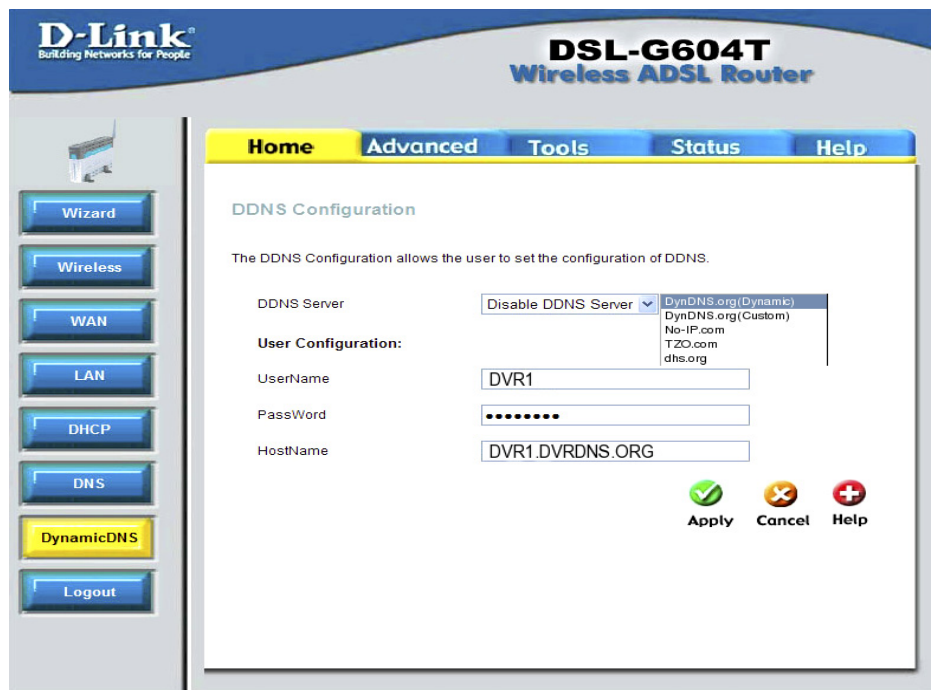 D-Link
Building Networks for People
DSL-G604T
Wireless ADSL Router
Home Advanced Tools Status Help
Wizard
Wireless
WAN
LAN
DHCP
DNS
DynamicDNS
Logout
DDNS Configuration
The DDNS Configuration allows the user to set the configuration of DDNS.
DDNS Server Disable DDNS Server
DynDNS.org(Dynamic)
DynDNS.org(Custom)
No-IP.com
TZO.com
dhs.org
User Configuration:
UserName DVR1
PassWord ••••••••
HostName DVR1.DVRDNS.ORG
Apply Cancel Help